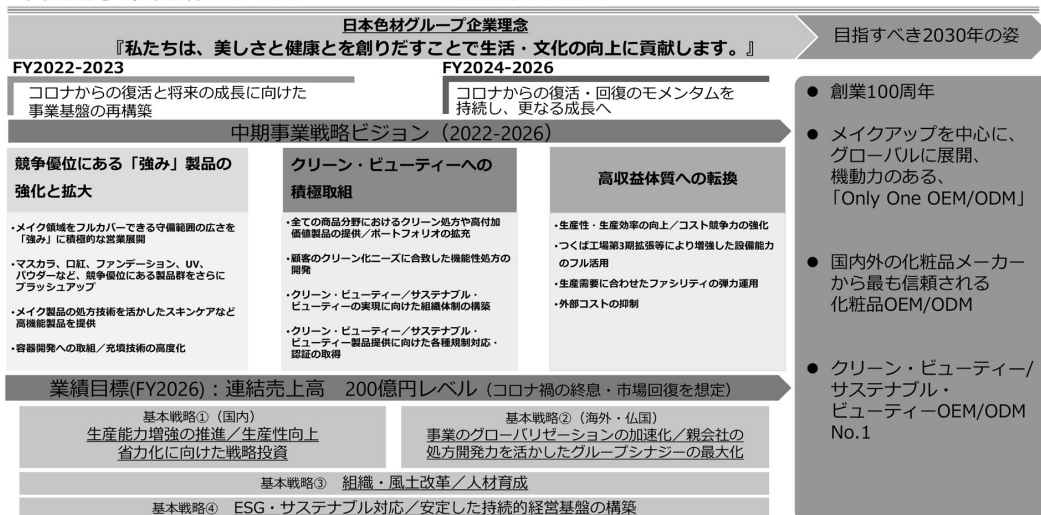 日本色材グループ企業理念
『私たちは、美しさと健康とを創りだすことで生活・文化の向上に貢献します。』
目指すべき2030年の姿
FY2022-2023
コロナからの復活と将来の成長に向けた
事業基盤の再構築
FY2024-2026
コロナからの復活・回復のモメンタムを
持続し、更なる成長へ
中期事業戦略ビジョン（2022-2026）
競争優位にある「強み」製品の
強化と拡大
・メイク領域をフルカバーできる守備範囲の広さを
「強み」に積極的な営業展開
・マスカラ、口紅、ファンデーション、UV、
パウダーなど、競争優位にある製品群をさらに
ブラッシュアップ
・メイク製品の処方技術を活かしたスキンケアなど
高機能製品を提供
・容器開発への取組／充填技術の高度化
クリーン・ビューティーへの
積極取組
・全ての商品分野におけるクリーン処方や高付加
価値製品の提供／ポートフォリオの拡充
・顧客のクリーン化ニーズに合致した機能性処方の
開発
・クリーン・ビューティー／サステナブル・
ビューティーの実現に向けた組織体制の構築
・クリーン・ビューティー／サステナブル・
ビューティー製品提供に向けた各種規制対応・
認証の取得
高収益体質への転換
・生産性・生産効率の向上／コスト競争力の強化
・つくば工場第3期拡張等により増強した設備能力
のフル活用
・生産需要に合わせたファシリティの弾力運用
・外部コストの抑制
業績目標(FY2026)：連結売上高　200億円レベル（コロナ禍の終息・市場回復を想定）
基本戦略①（国内）
生産能力増強の推進／生産性向上
省力化に向けた戦略投資
基本戦略②（海外・仏国）
事業のグローバリゼーションの加速化／親会社の
処方開発力を活かしたグループシナジーの最大化
基本戦略③　組織・風土改革／人材育成
基本戦略④　ESG・サステナブル対応／安定した持続的経営基盤の構築
● 創業100周年
● メイクアップを中心に、
グローバルに展開、
機動力のある、
「Only One OEM/ODM」
● 国内外の化粧品メーカー
から最も信頼される
化粧品OEM/ODM
● クリーン・ビューティー/
サステナブル・
ビューティーOEM/ODM
No.1